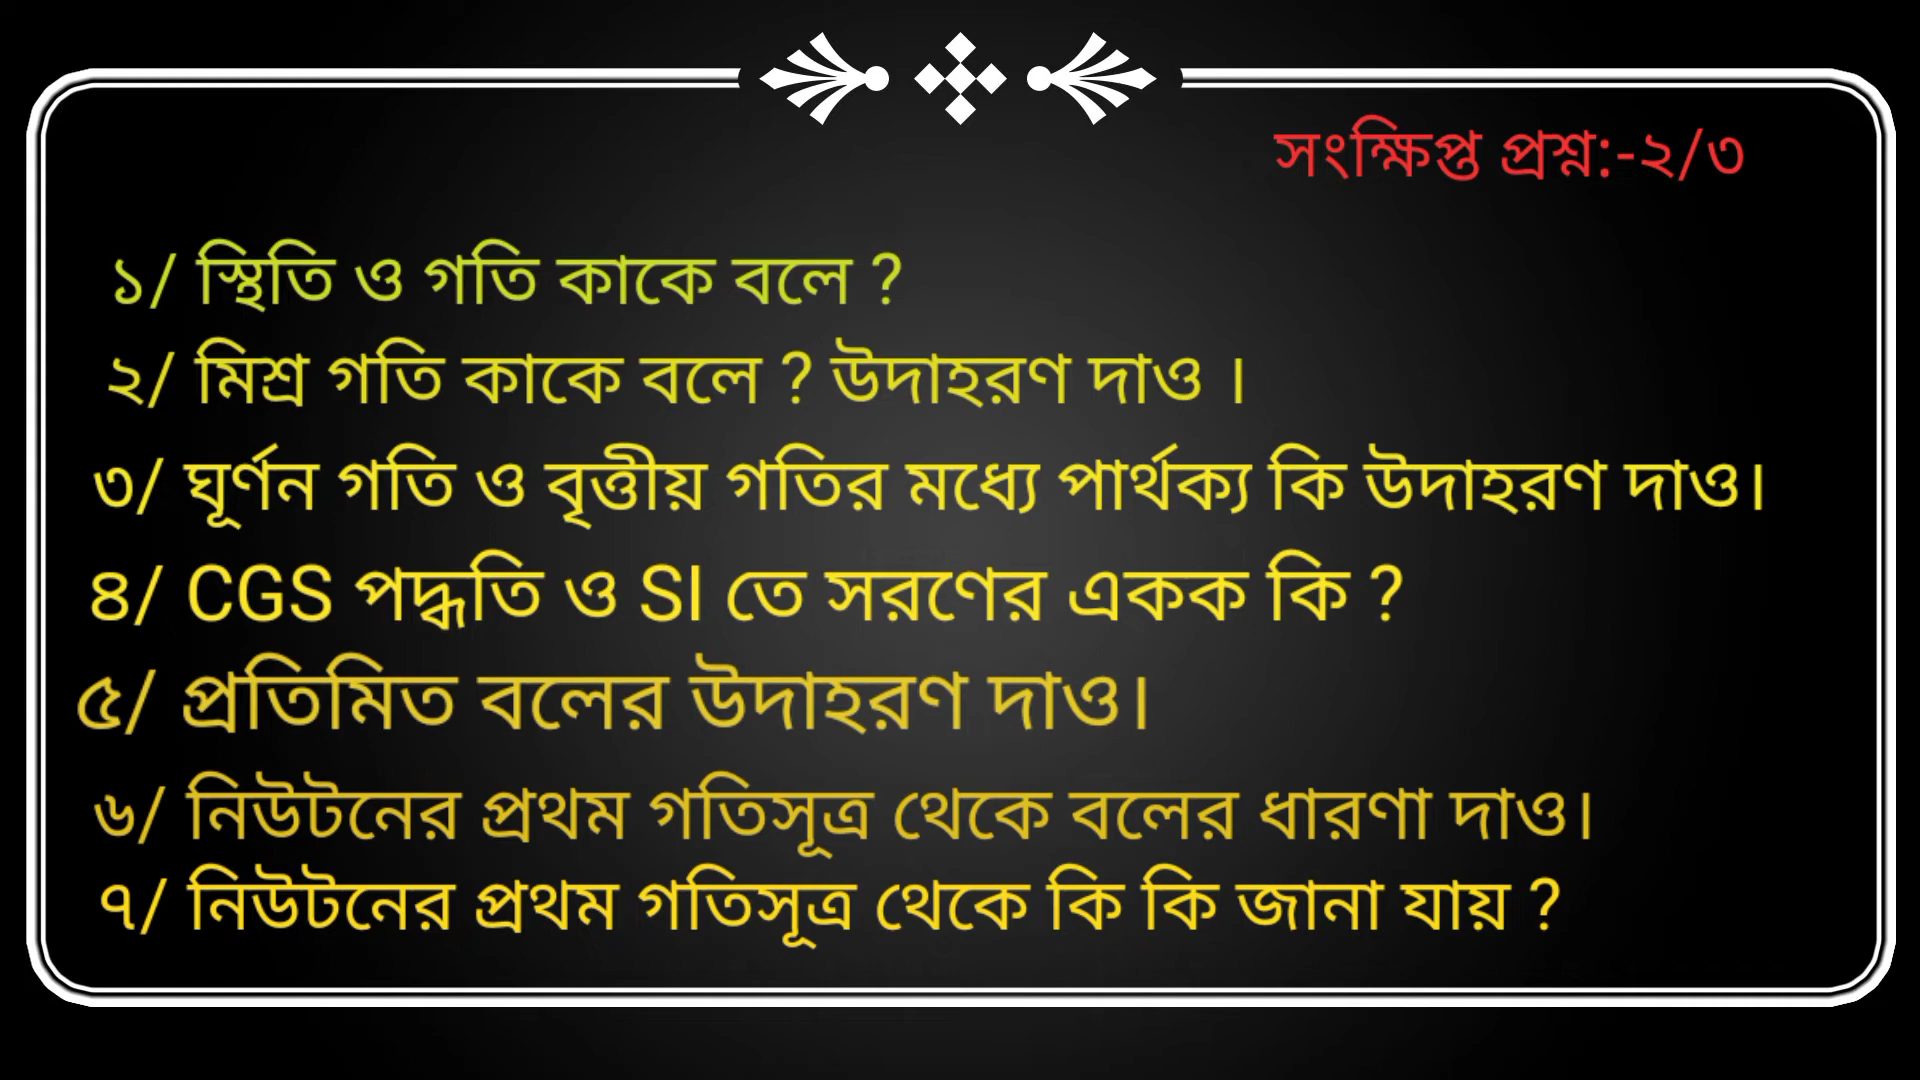 সংক্ষিপ্ত প্রশ্ন:-২/৩
১/ স্থিতি ও গতি কাকে বলে ?
২/ মিশ্র গতি কাকে বলে ? উদাহরণ দাও ।
৩/ ঘূর্ণন গতি ও বৃত্তীয় গতির মধ্যে পার্থক্য কি উদাহরণ দাও।
৪/ CGS পদ্ধতি ও SI তে সরণের একক কি ?
৫/ প্রতিমিত বলের উদাহরণ দাও।
৬/ নিউটনের প্রথম গতিসূত্র থেকে বলের ধারণা দাও।
৭/ নিউটনের প্রথম গতিসূত্র থেকে কি কি জানা যায় ?